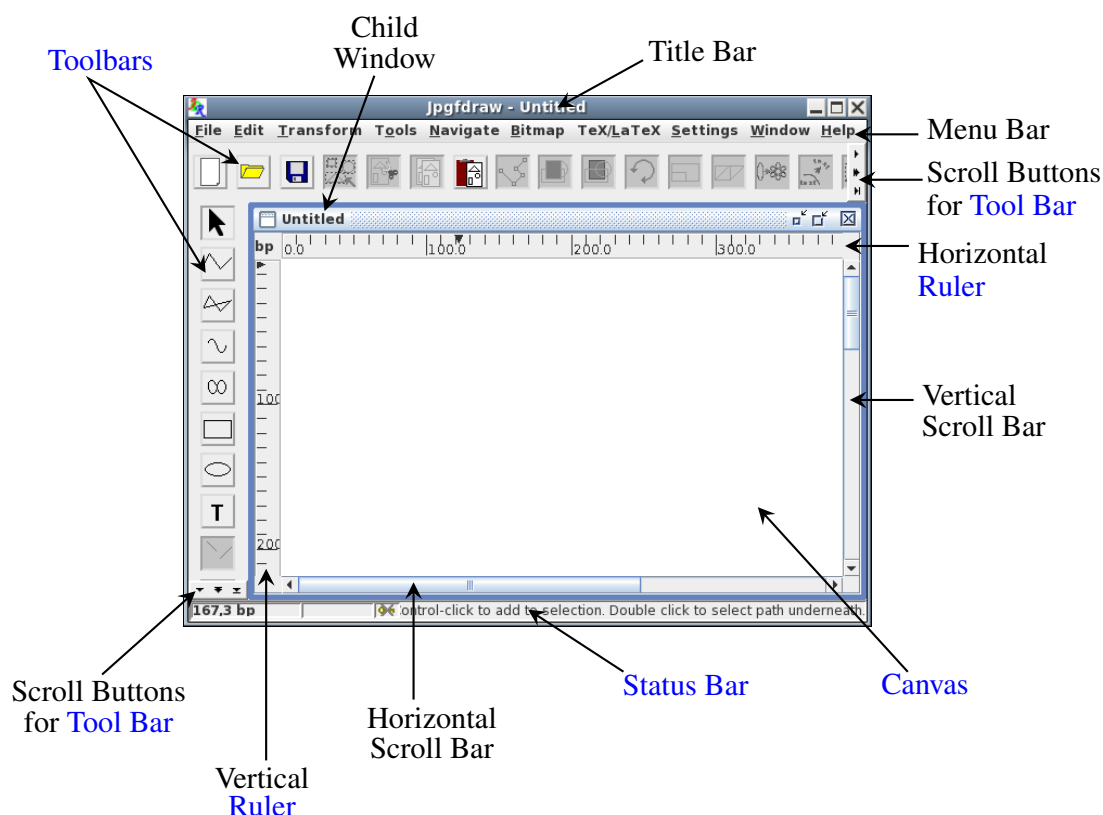 Child
Window
Toolbars
Title Bar
Jpgfdraw - Untitled
File Edit Transform Tools Navigate Bitmap TeX/LaTeX Settings Window Help
Menu Bar
Scroll Buttons
for Tool Bar
Untitled
bp 0.0 100.0 200.0 300.0
Horizontal
Ruler
100
Vertical
Scroll Bar
T
200
167,3 bp
ontrol-click to add to selection. Double click to select path underneath.
Scroll Buttons
for Tool Bar
Status Bar
Canvas
Horizontal
Scroll Bar
Vertical
Ruler